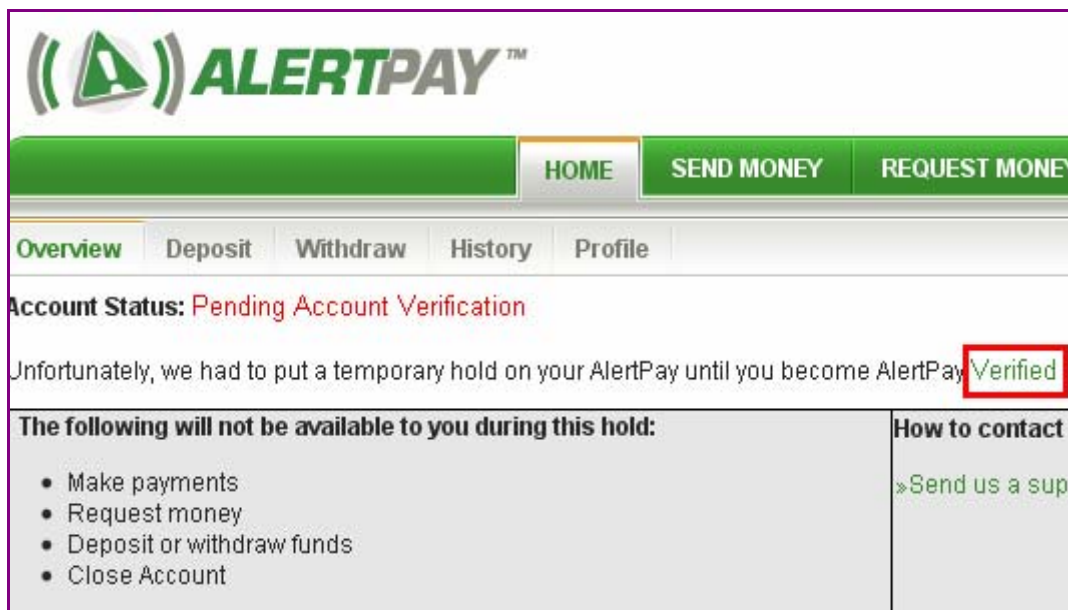 ALERTPAY™
HOME SEND MONEY REQUEST MONEY
Overview Deposit Withdraw History Profile
Account Status: Pending Account Verification
Unfortunately, we had to put a temporary hold on your AlertPay until you become AlertPay Verified
The following will not be available to you during this hold:
How to contact
• Make payments
»Send us a sup
• Request money
• Deposit or withdraw funds
• Close Account